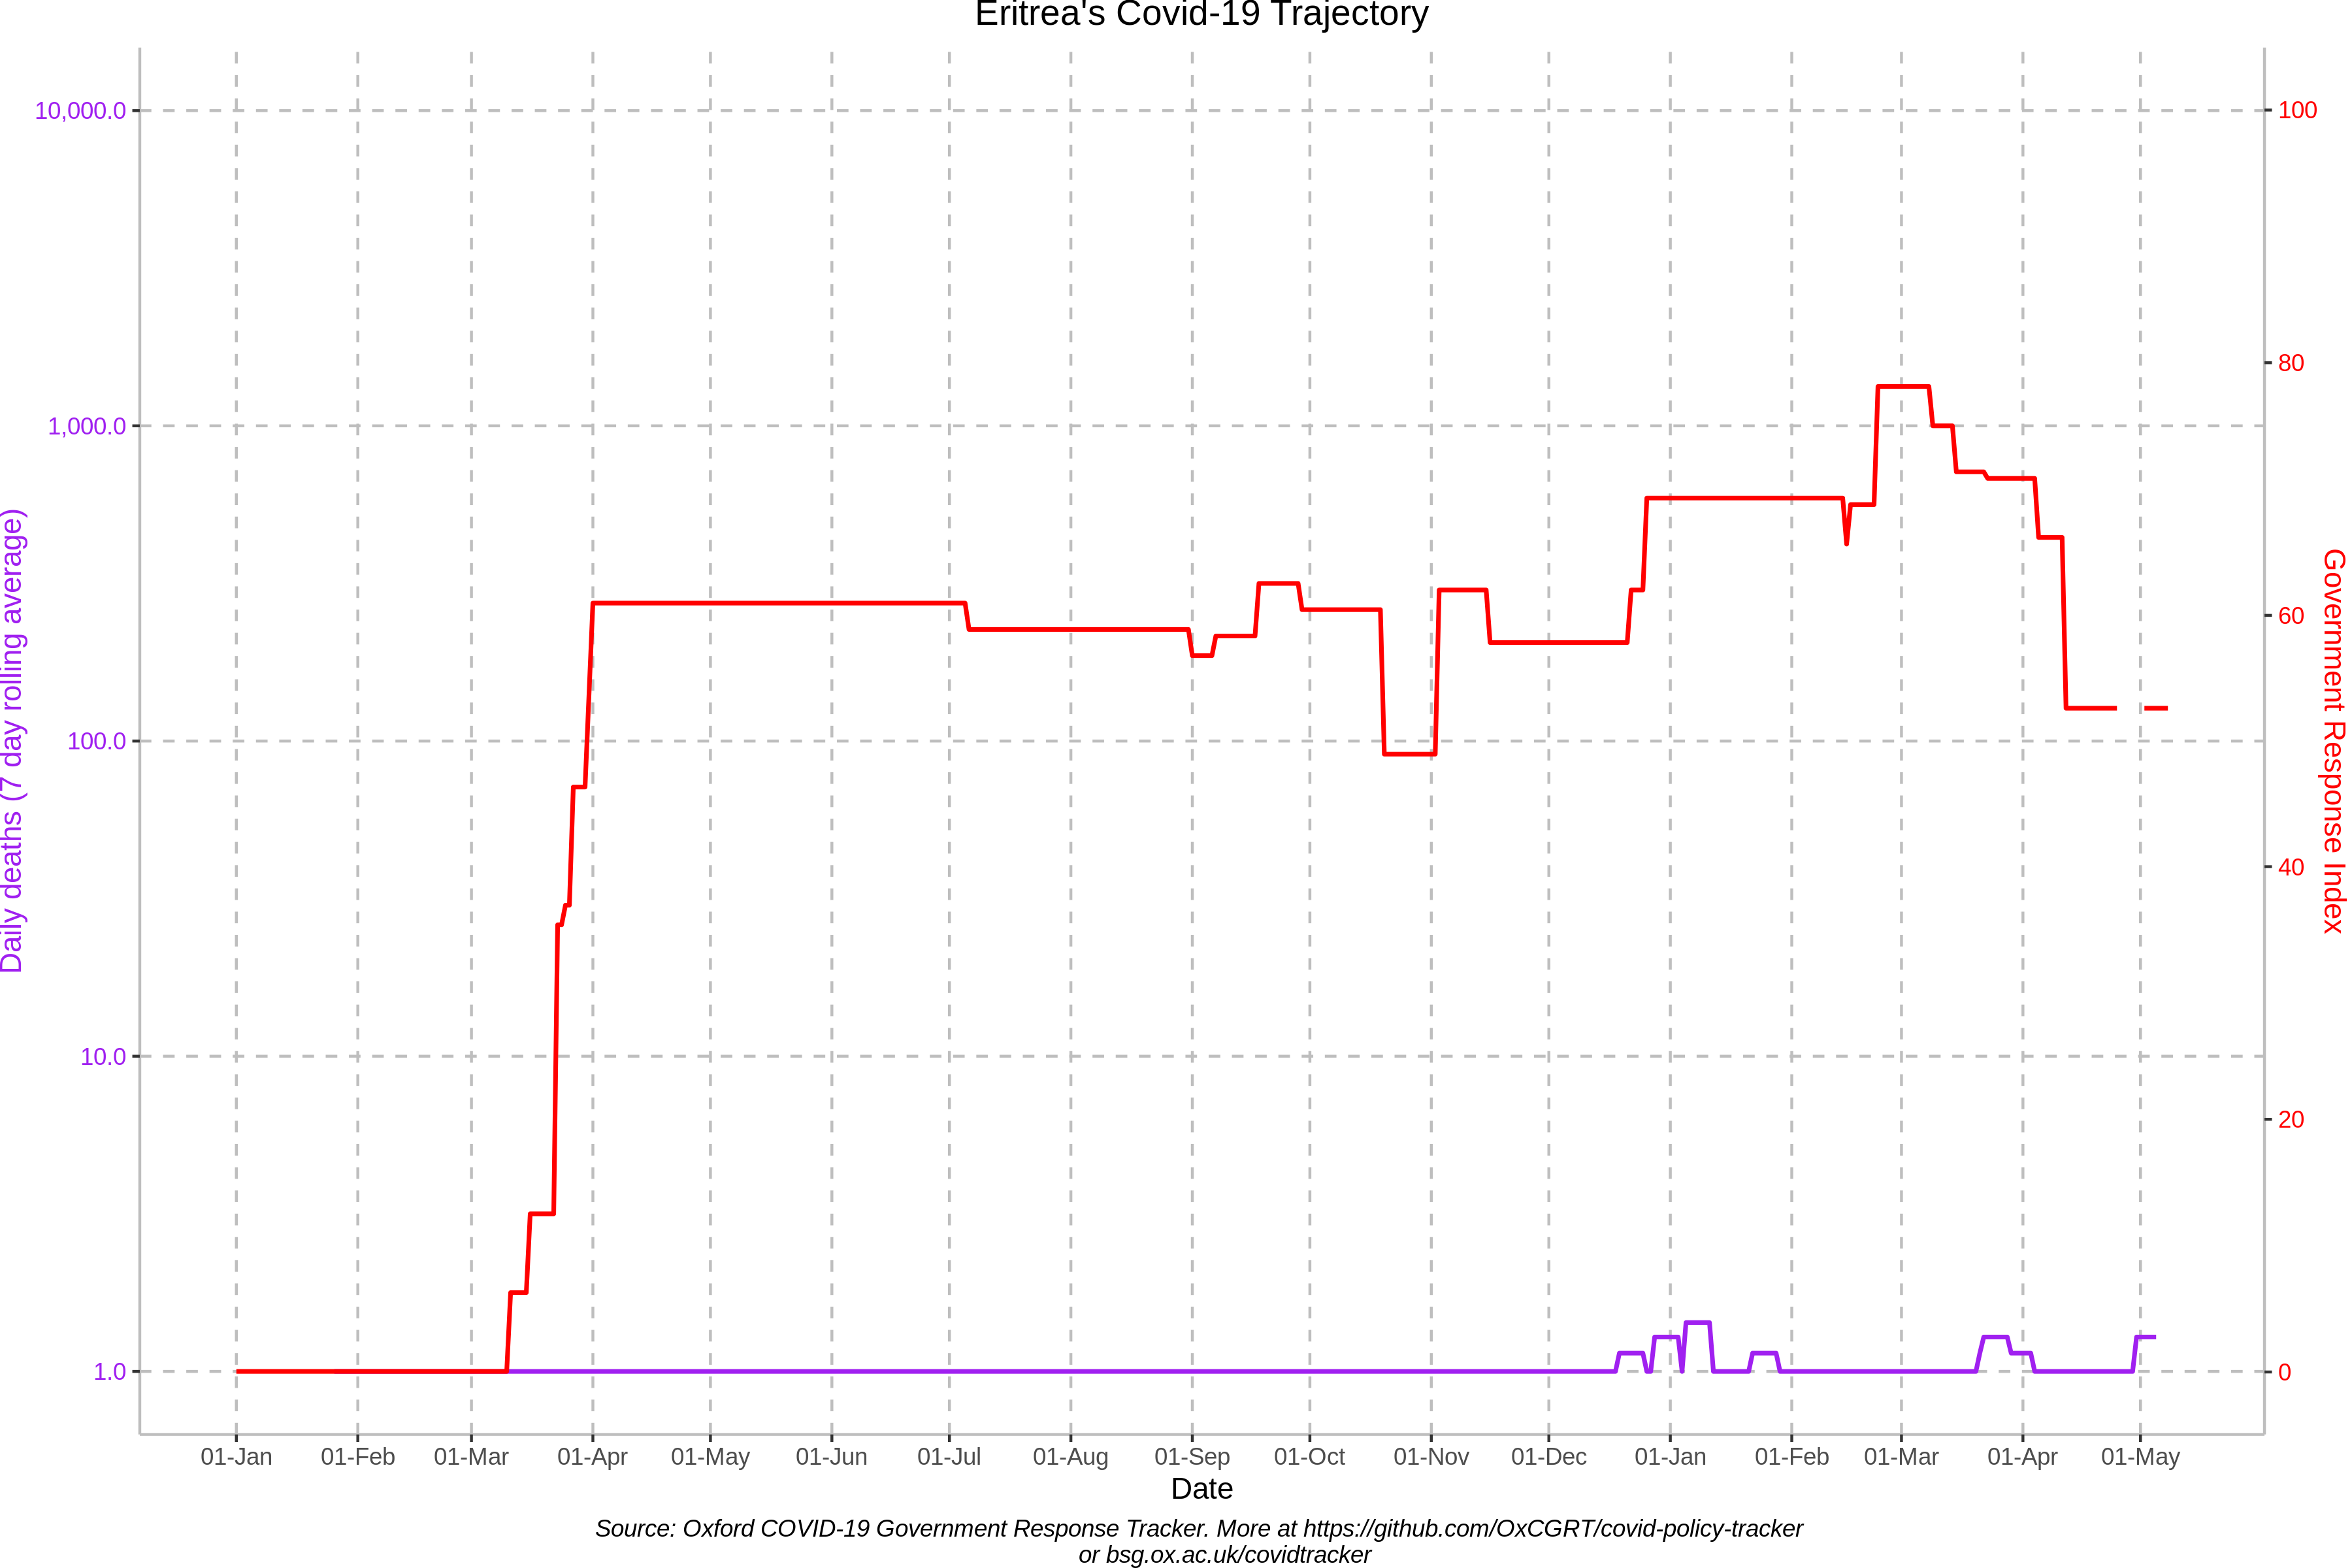 Eritrea's Covid-19 Trajectory
10,000.0
1,000.0
100.0
10.0
1.0
Daily deaths (7 day rolling average)
100
80
60
40
20
0
Government Response Index
01-Jan 01-Feb 01-Mar 01-Apr 01-May 01-Jun 01-Jul 01-Aug 01-Sep 01-Oct 01-Nov 01-Dec 01-Jan 01-Feb 01-Mar 01-Apr 01-May
Date
Source: Oxford COVID-19 Government Response Tracker. More at https://github.com/OxCGRT/covid-policy-tracker
or bsg.ox.ac.uk/covidtracker